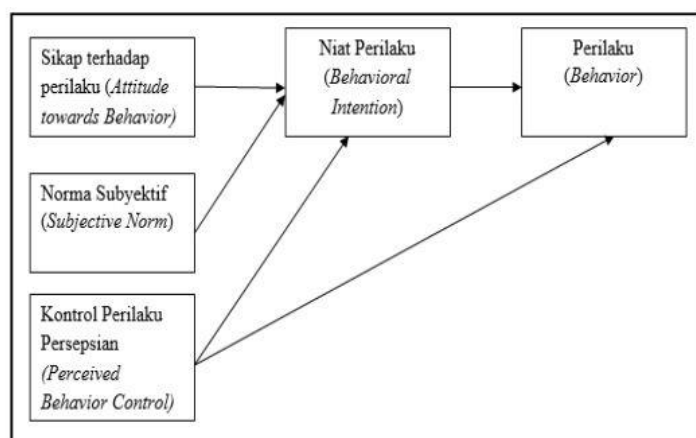 Sikap terhadap
perilaku (Attitude
towards Behavior)
Niat Perilaku
(Behavioral
Intention)
Perilaku
(Behavior)
Norma Subyektif
(Subjective Norm)
Kontrol Perilaku
Persepsian
(Perceived
Behavior Control)